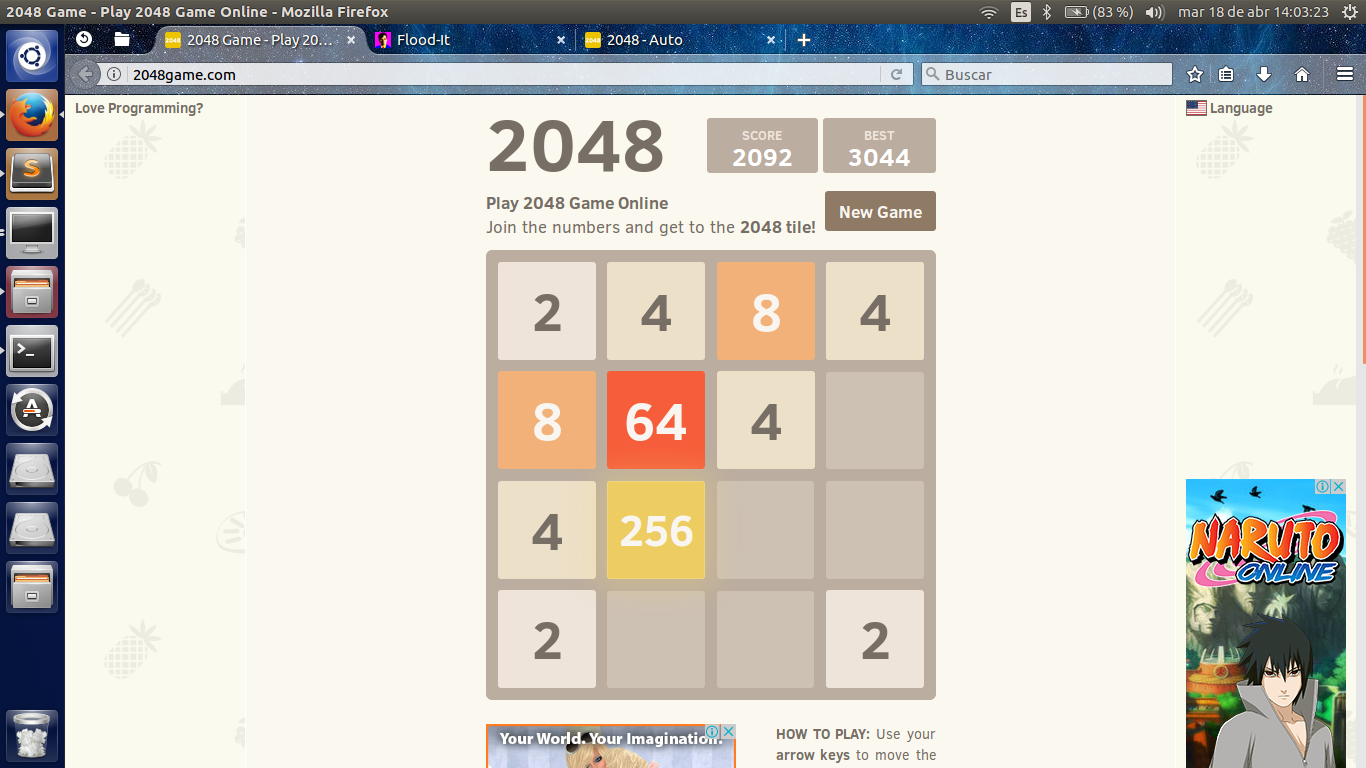 2048 Game - Play 2048 Game Online - Mozilla Firefox
Es
(83 %)
mar 18 de abr 14:03:23
2048 Game - Play 20...
Flood-It
2048 - Auto
2048game.com
Buscar
Love Programming?
Language
2048
SCORE
2092
BEST
3044
Play 2048 Game Online
Join the numbers and get to the 2048 tile!
New Game
2 4 8 4
8 64 4
4 256
2 2
NARUTO
ONLINE
Your World. Your Imagination.
HOW TO PLAY: Use your
arrow keys to move the